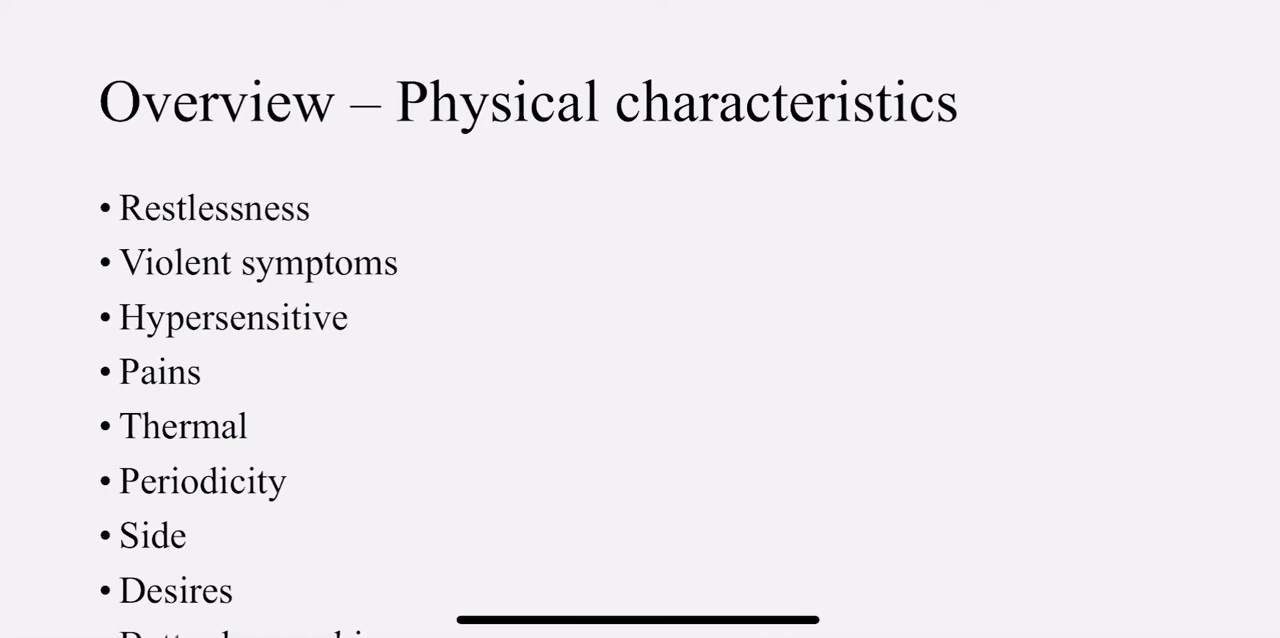 Overview – Physical characteristics
• Restlessness
• Violent symptoms
• Hypersensitive
• Pains
• Thermal
• Periodicity
• Side
• Desires